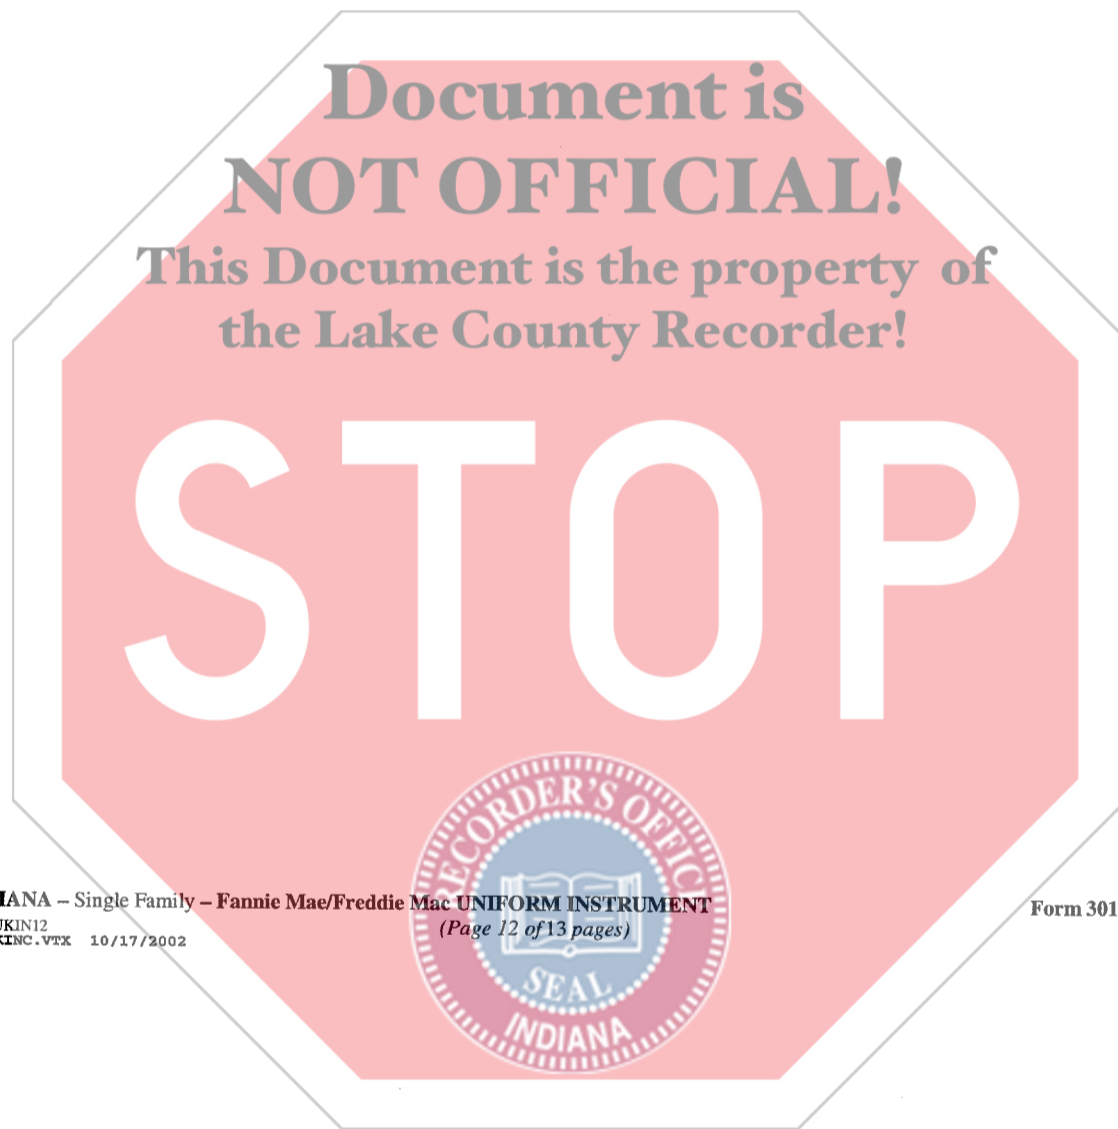 Document is
NOT OFFICIAL!
This Document is the property of
the Lake County Recorder!
STOP
RECORDER'S OFFICE
IANA – Single Family – Fannie Mae/Freddie Mac UNIFORM INSTRUMENT
Form 301
KIN12
(Page 12 of 13 pages)
INC.VTX 10/17/2002
SEAL
INDIANA